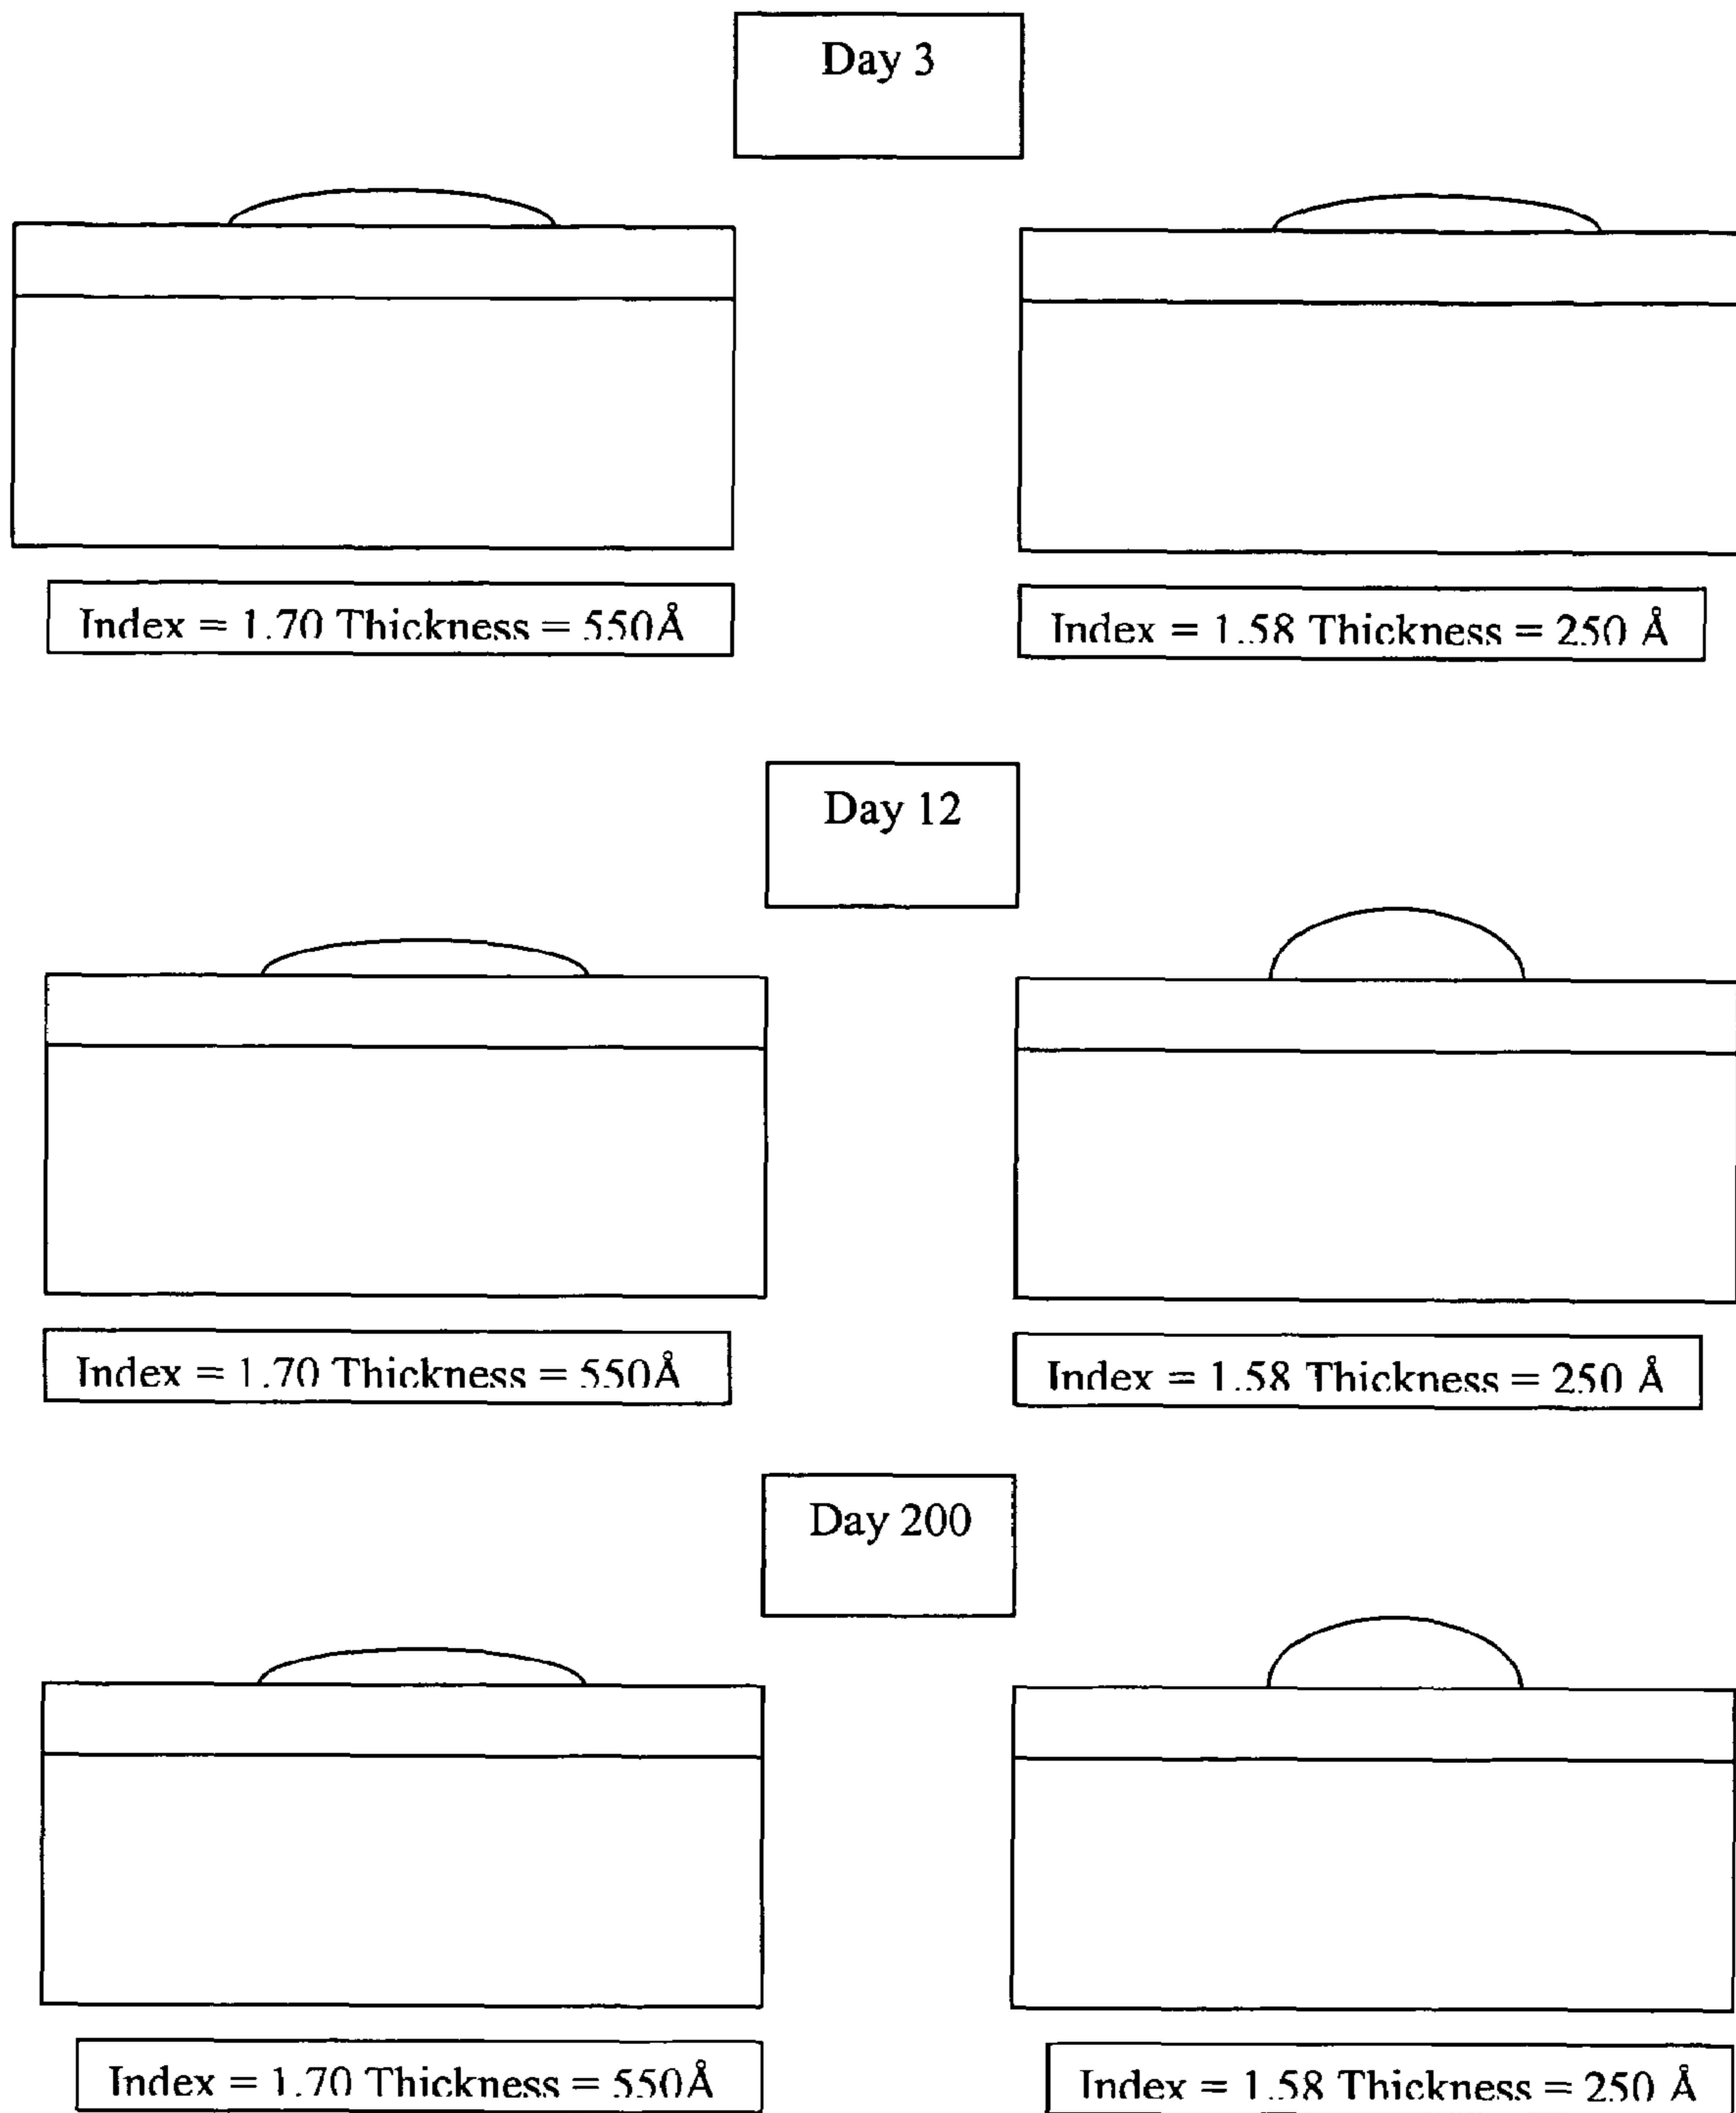 Day 3
Index = 1.70 Thickness = 550Å
Index = 1.58 Thickness = 250 Å
Day 12
Index = 1.70 Thickness = 550Å
Index = 1.58 Thickness = 250 Å
Day 200
Index = 1.70 Thickness = 550Å
Index = 1.58 Thickness = 250 Å